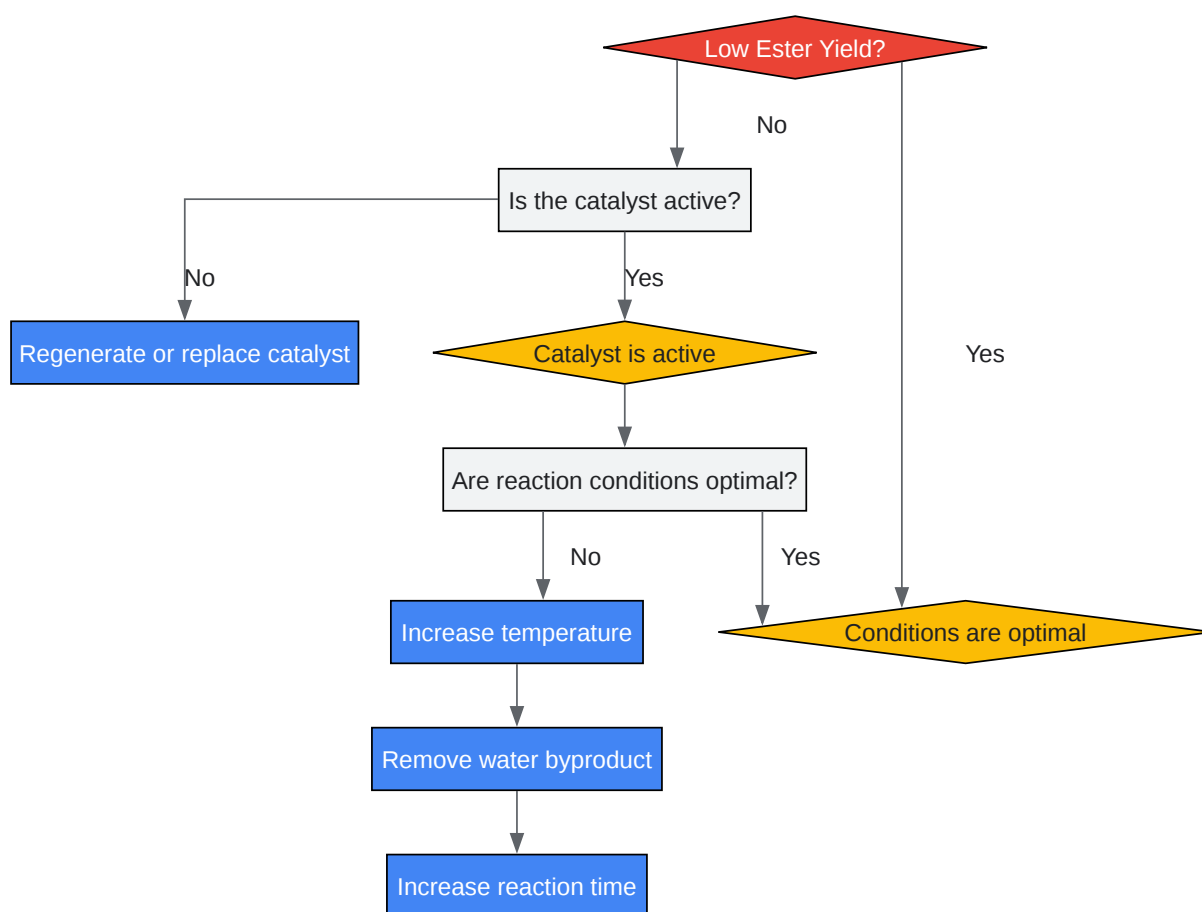 Low Ester Yield?
No
Is the catalyst active?
No
Yes
Regenerate or replace catalyst
Catalyst is active
Yes
Are reaction conditions optimal?
No
Yes
Increase temperature
Conditions are optimal
Remove water byproduct
Increase reaction time